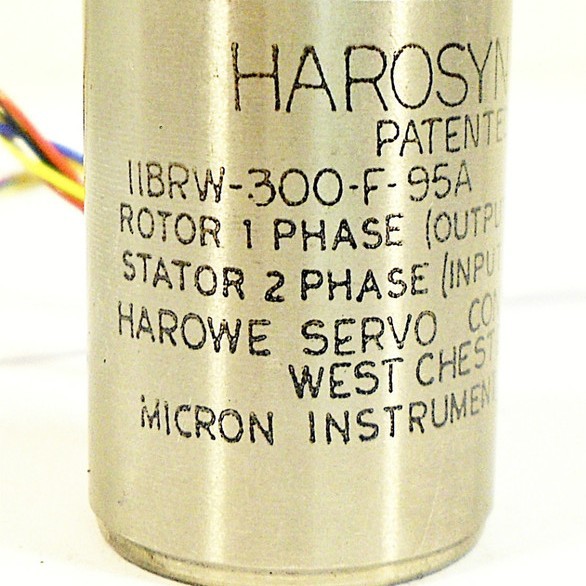 HAROSYN
PATENTE
11BRW-300-F-95A
ROTOR 1 PHASE (OUTPU
STATOR 2 PHASE (INPUT
HAROWE SERVO CO
WEST CHEST
MICRON INSTRUMEN